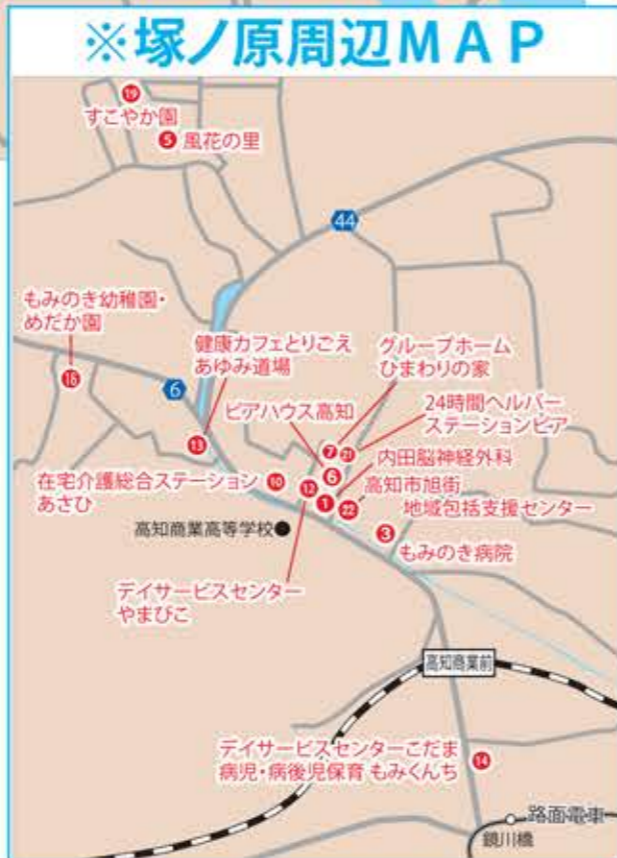 ※塚ノ原周辺MAP
19
すこやか園
5 風花の里
44
もみのき幼稚園・
めだか園
16
6
健康カフェとりごえ
あゆみ道場
13
グループホーム
ひまわりの家
ピアハウス高知
24時間ヘルパー
ステーションピア
7
21
6
内田脳神経外科
在宅介護総合ステーション
あさひ
10
12
1
22
高知市旭街
地域包括支援センター
高知商業高等学校
3
もみのき病院
デイサービスセンター
やまびこ
高知商業前
デイサービスセンターこだま
病児・病後児保育 もみくんち
14
路面電車
鏡川橋